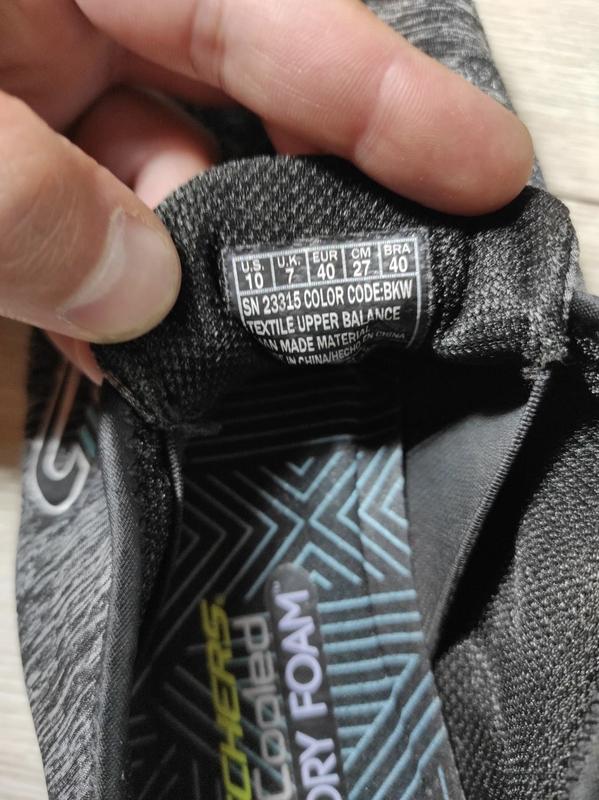 U.S. U.K. EUR CM BRA
10 7 40 27 40
SN 23315 COLOR CODE:BKW
TEXTILE UPPER BALANCE
MAN MADE MATERIAL
IN CHINA/HECHO EN CHINA
CHERS
Cooled
ORY FOAM